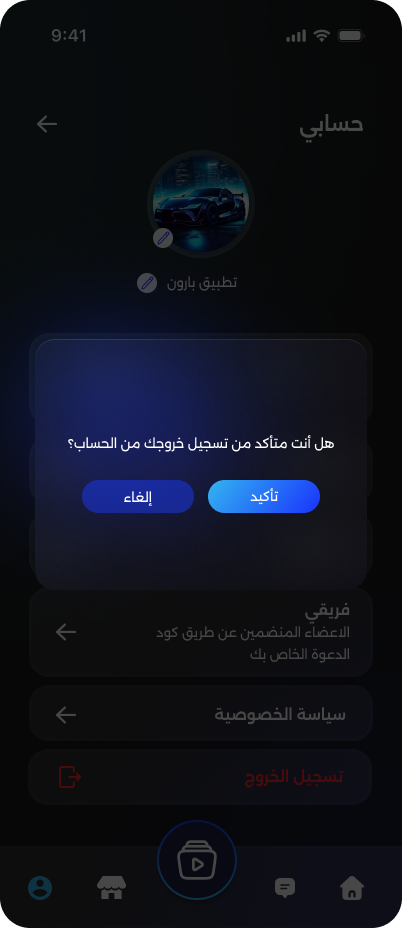 9:41
حسابي
تطبيق بارون
هل أنت متأكد من تسجيل خروجك من الحساب؟
تأكيد
إلغاء
فريقي
الاعضاء المنضمين عن طريق كود
الدعوة الخاص بك
سياسة الخصوصية
تسجيل الخروج